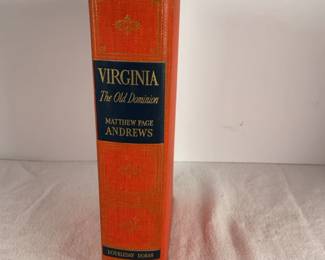 VIRGINIA
The Old Dominion
MATTHEW PAGE
ANDREWS
DOUBLEDAY DORAN